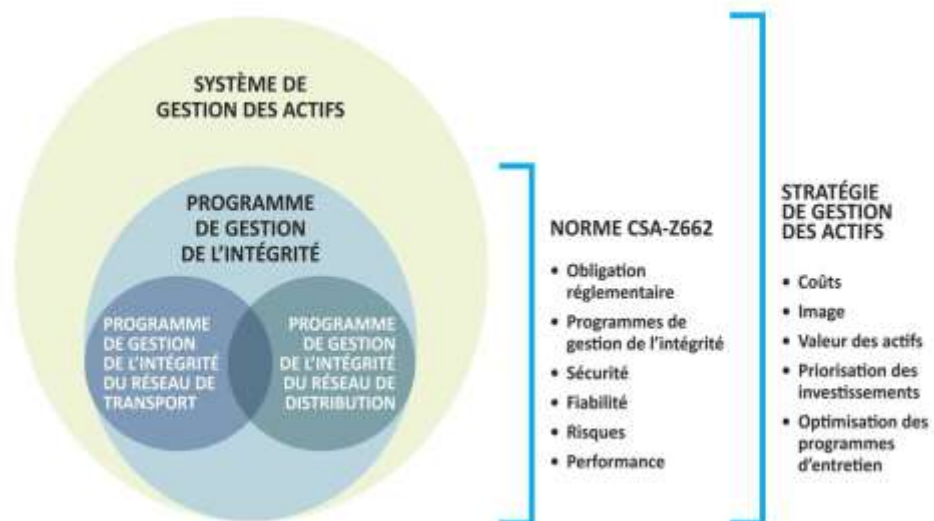 SYSTÈME DE
GESTION DES ACTIFS
PROGRAMME
DE GESTION
DE L'INTÉGRITÉ
PROGRAMME
DE GESTION
DE L'INTÉGRITÉ
DU RÉSEAU DE
TRANSPORT
PROGRAMME
DE GESTION
DE L'INTÉGRITÉ
DU RÉSEAU DE
DISTRIBUTION
NORME CSA-Z662
• Obligation
réglementaire
• Programmes de
gestion de l'intégrité
• Sécurité
• Fiabilité
• Risques
• Performance
STRATÉGIE
DE GESTION
DES ACTIFS
• Coûts
• Image
• Valeur des actifs
• Priorisation des
investissements
• Optimisation des
programmes
d'entretien